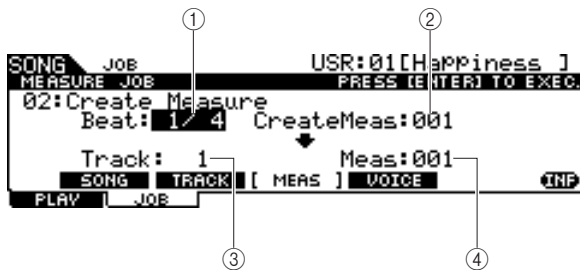 ① ②
SONG JOB USR:01[Happiness ]
MEASURE JOB PRESS [ENTER] TO EXEC.
02:Create Measure
Beat: 1/ 4 CreateMeas:001
Track: 1 Meas:001
SONG TRACK [ MEAS ] VOICE INF
PLAY JOB
③ ④